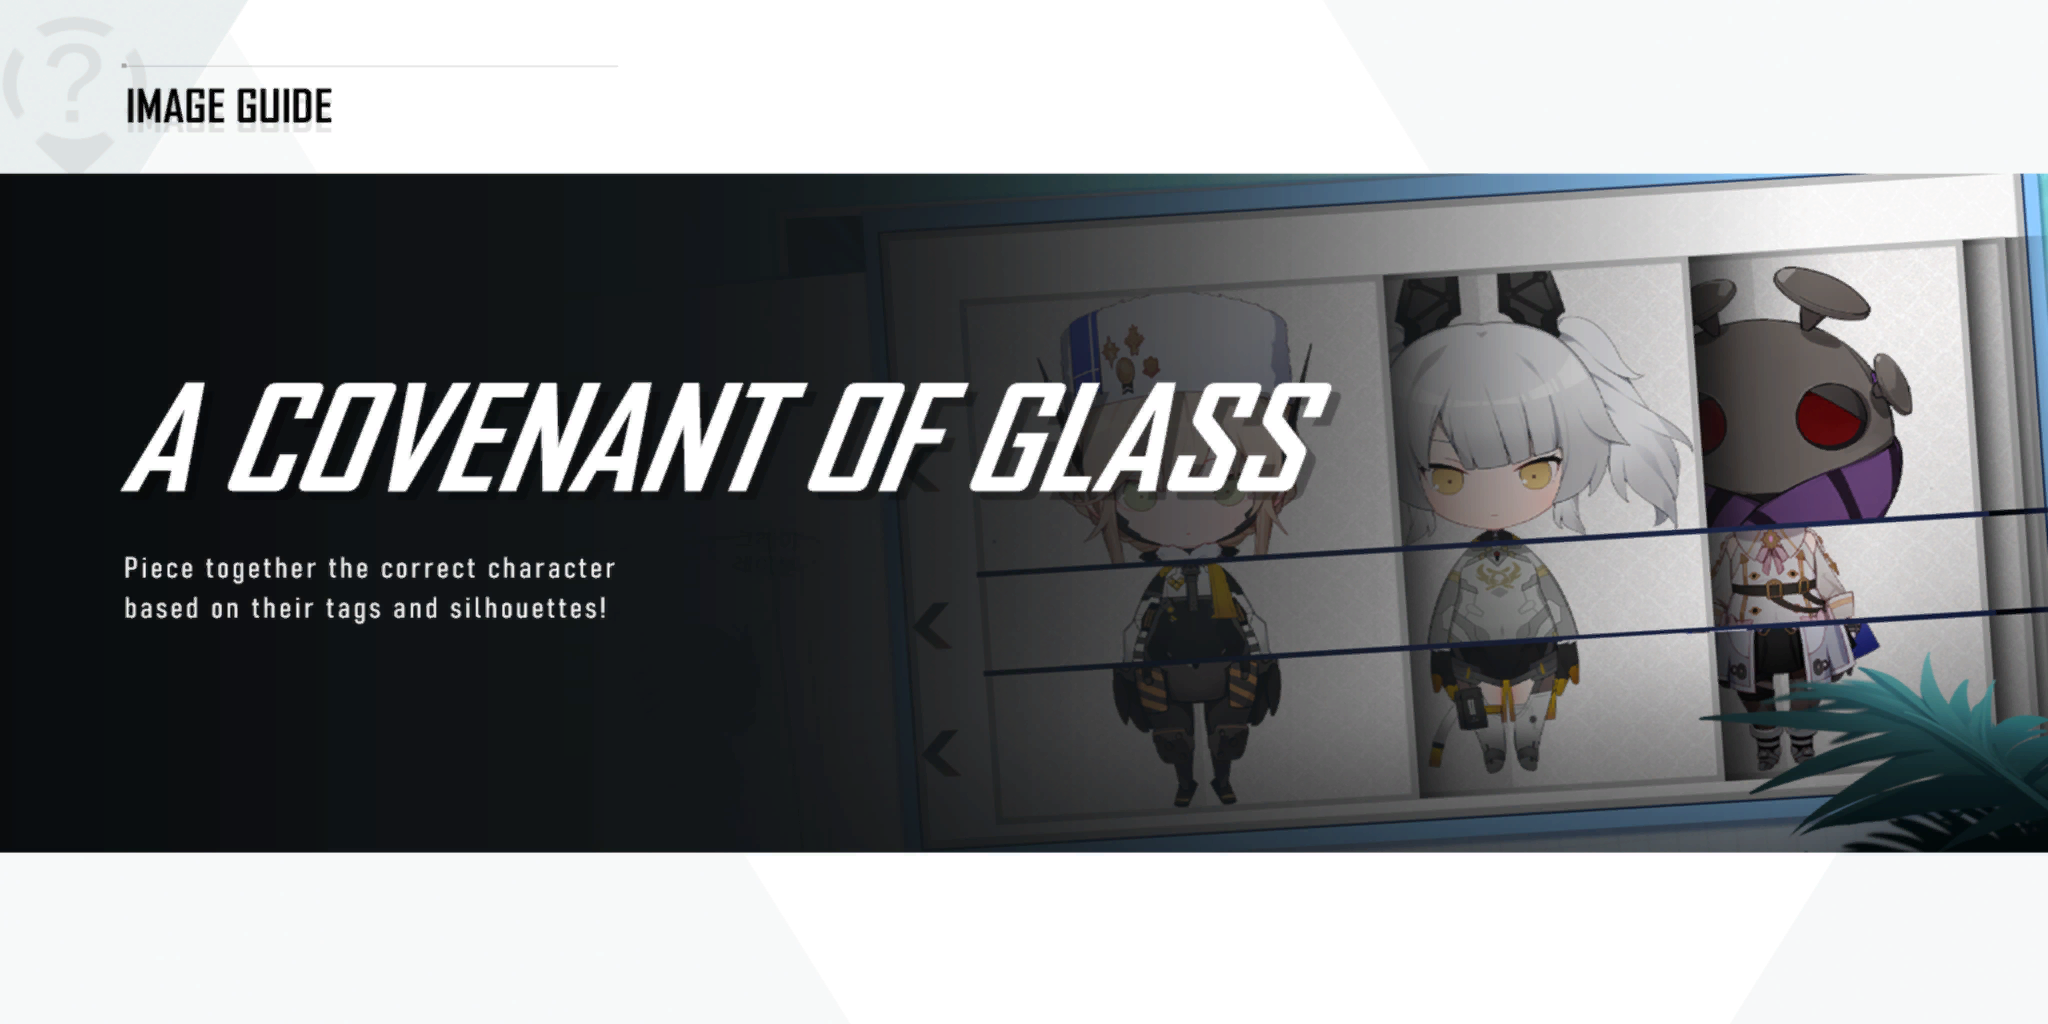 IMAGE GUIDE
A COVENANT OF GLASS
Piece together the correct character
based on their tags and silhouettes!